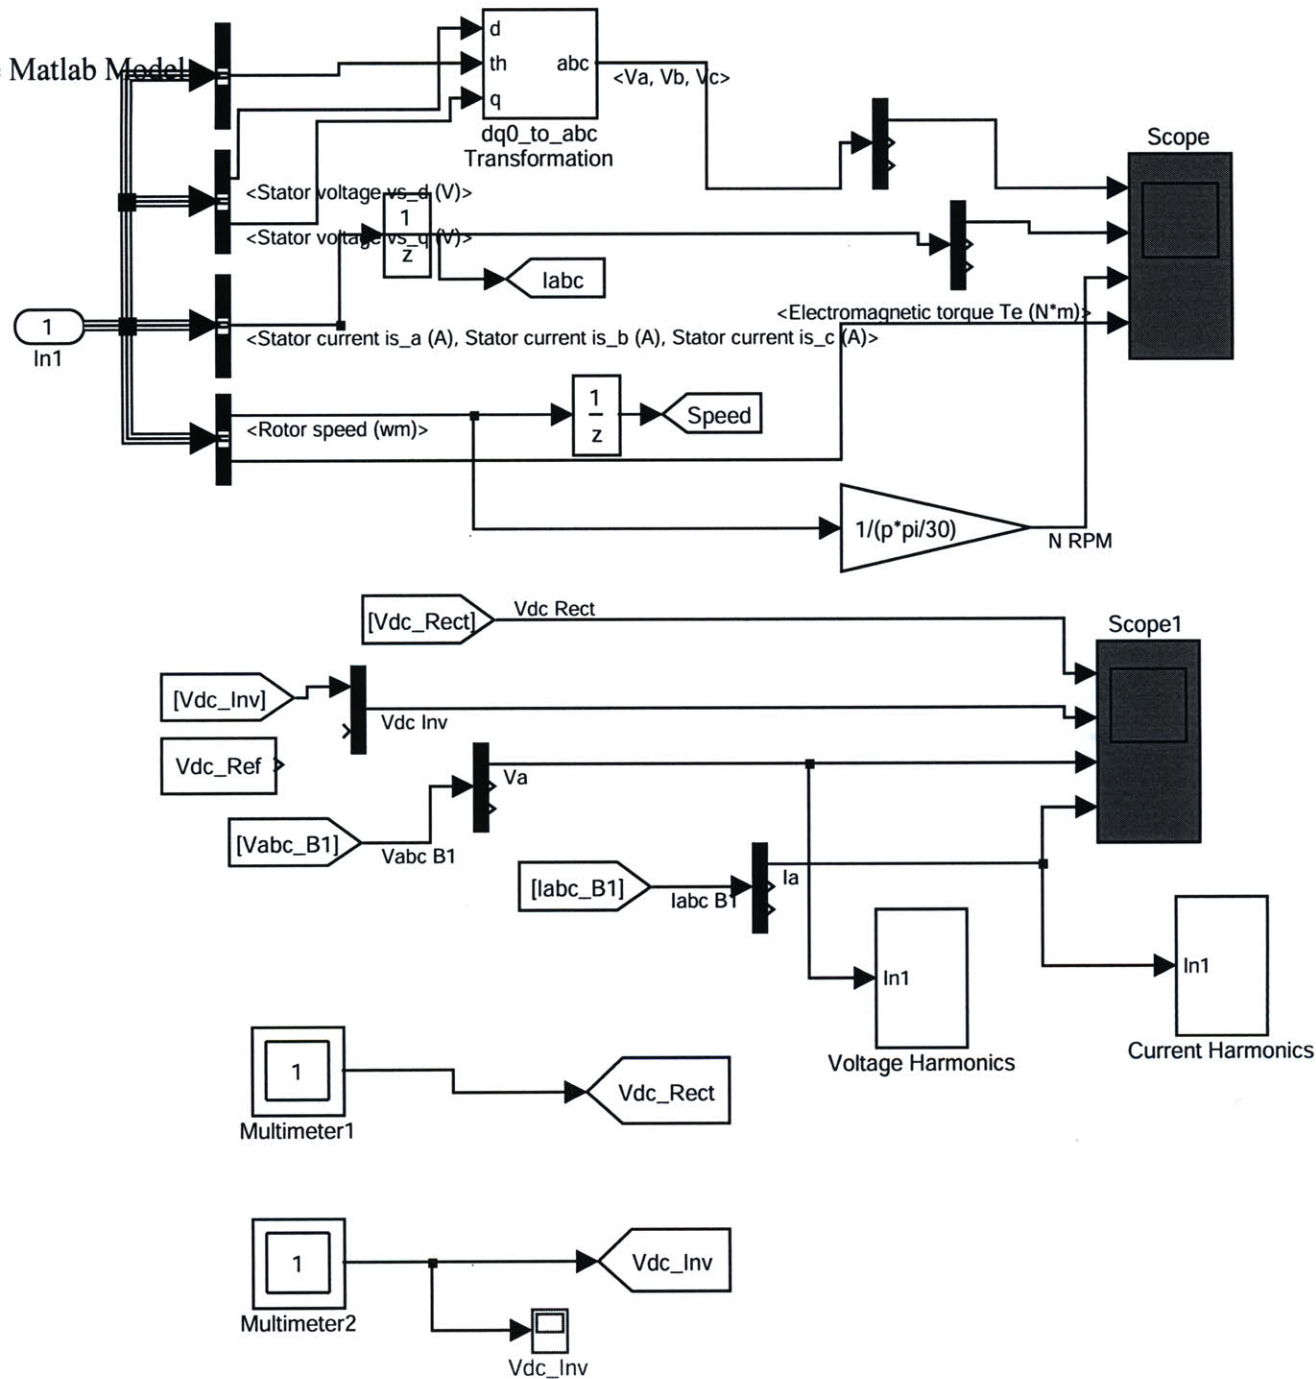 Matlab Model
d
th
q
abc
dq0_to_abc
Transformation
<Va, Vb, Vc>
Scope
<Stator voltage vs_d (V)>
<Stator voltage vs_q (V)>
1
z
Iabc
1
In1
<Electromagnetic torque Te (N*m)>
<Stator current is_a (A), Stator current is_b (A), Stator current is_c (A)>
<Rotor speed (wm)>
1
z
Speed
1/(p*pi/30)
N RPM
[Vdc_Rect]
Vdc Rect
Scope1
[Vdc_Inv]
Vdc Inv
Vdc_Ref
Va
[Vabc_B1]
Vabc B1
[Iabc_B1]
Iabc B1
Ia
In1
Voltage Harmonics
In1
Current Harmonics
1
Multimeter1
Vdc_Rect
1
Multimeter2
Vdc_Inv
Vdc_Inv